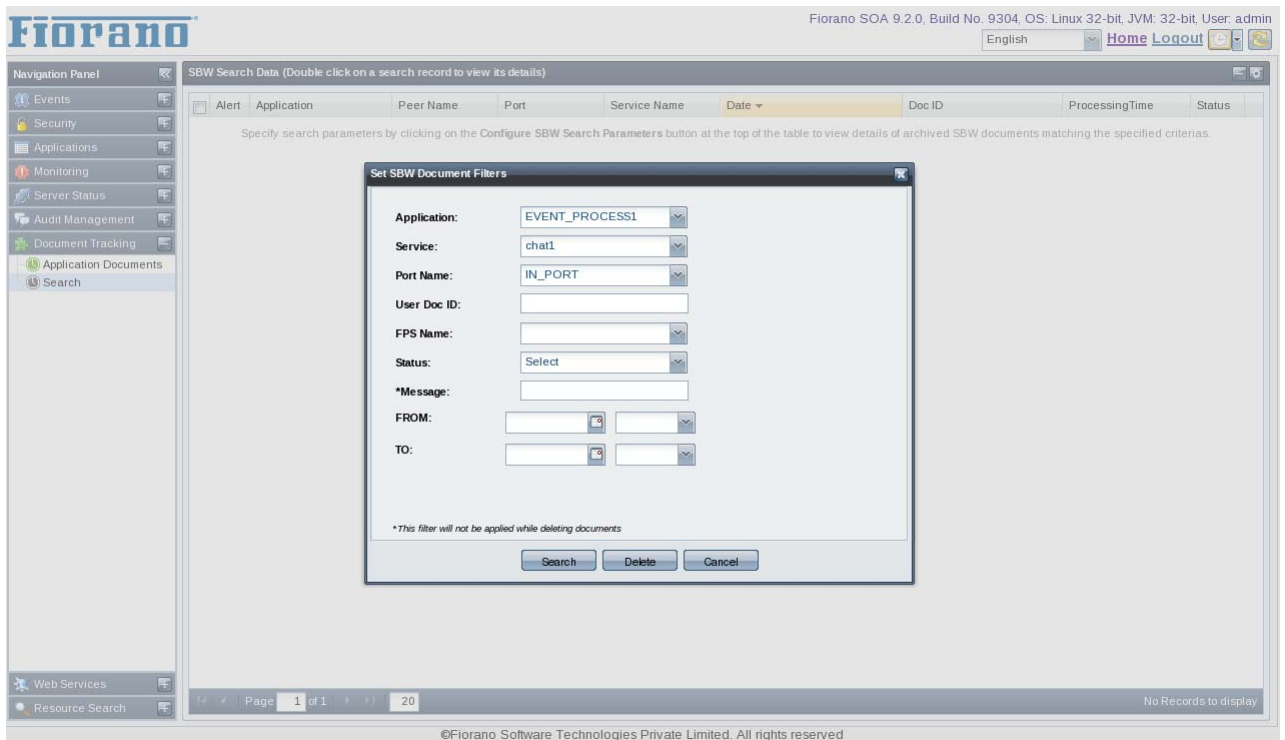 Fiorano
Fiorano SOA 9.2.0, Build No. 9304, OS: Linux 32-bit, JVM: 32-bit, User: admin
English Home Logout
Navigation Panel
Events
Security
Applications
Monitoring
Server Status
Audit Management
Document Tracking
Application Documents
Search
Web Services
Resource Search
SBW Search Data (Double click on a search record to view its details)
Alert Application Peer Name Port Service Name Date Doc ID ProcessingTime Status
Specify search parameters by clicking on the Configure SBW Search Parameters button at the top of the table to view details of archived SBW documents matching the specified criterias.
Set SBW Document Filters
Application: EVENT_PROCESS1
Service: chat1
Port Name: IN_PORT
User Doc ID:
FPS Name:
Status: Select
*Message:
FROM:
TO:
*This filter will not be applied while deleting documents
Search Delete Cancel
Page 1 of 1 20 No Records to display
©Fiorano Software Technologies Private Limited. All rights reserved